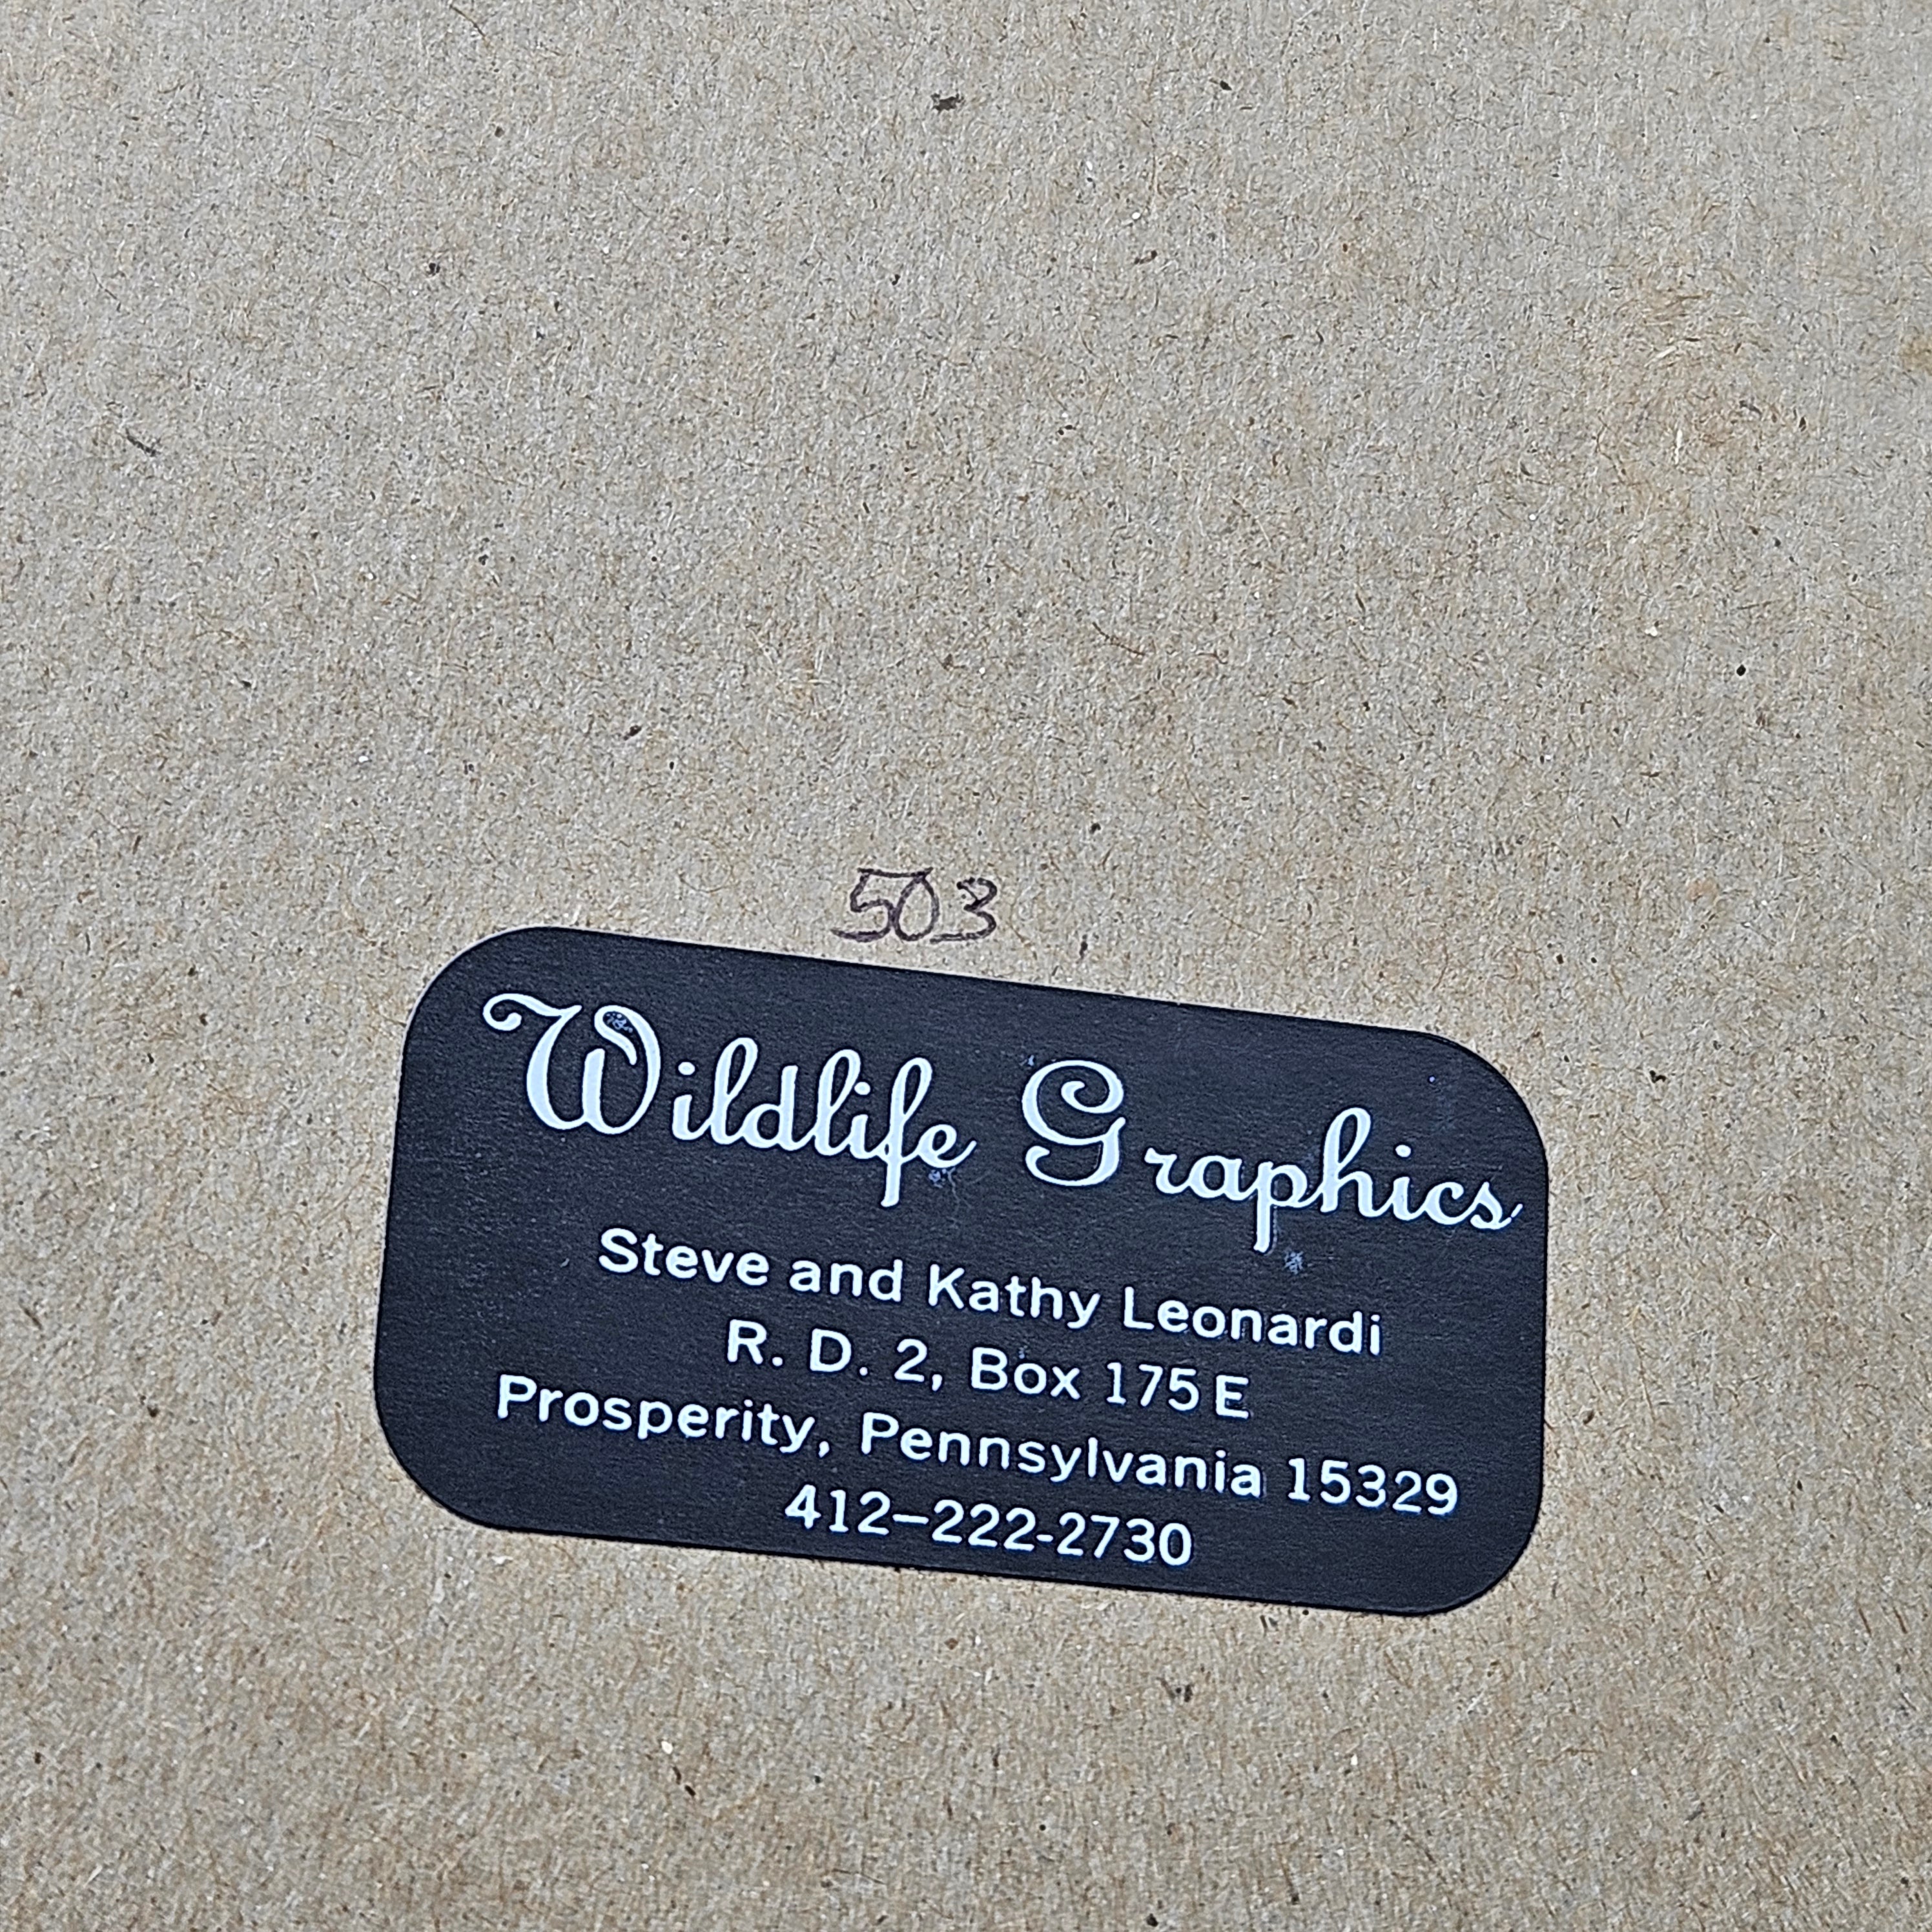 503
Wildlife Graphics
Steve and Kathy Leonardi
R. D. 2, Box 175 E
Prosperity, Pennsylvania 15329
412–222-2730